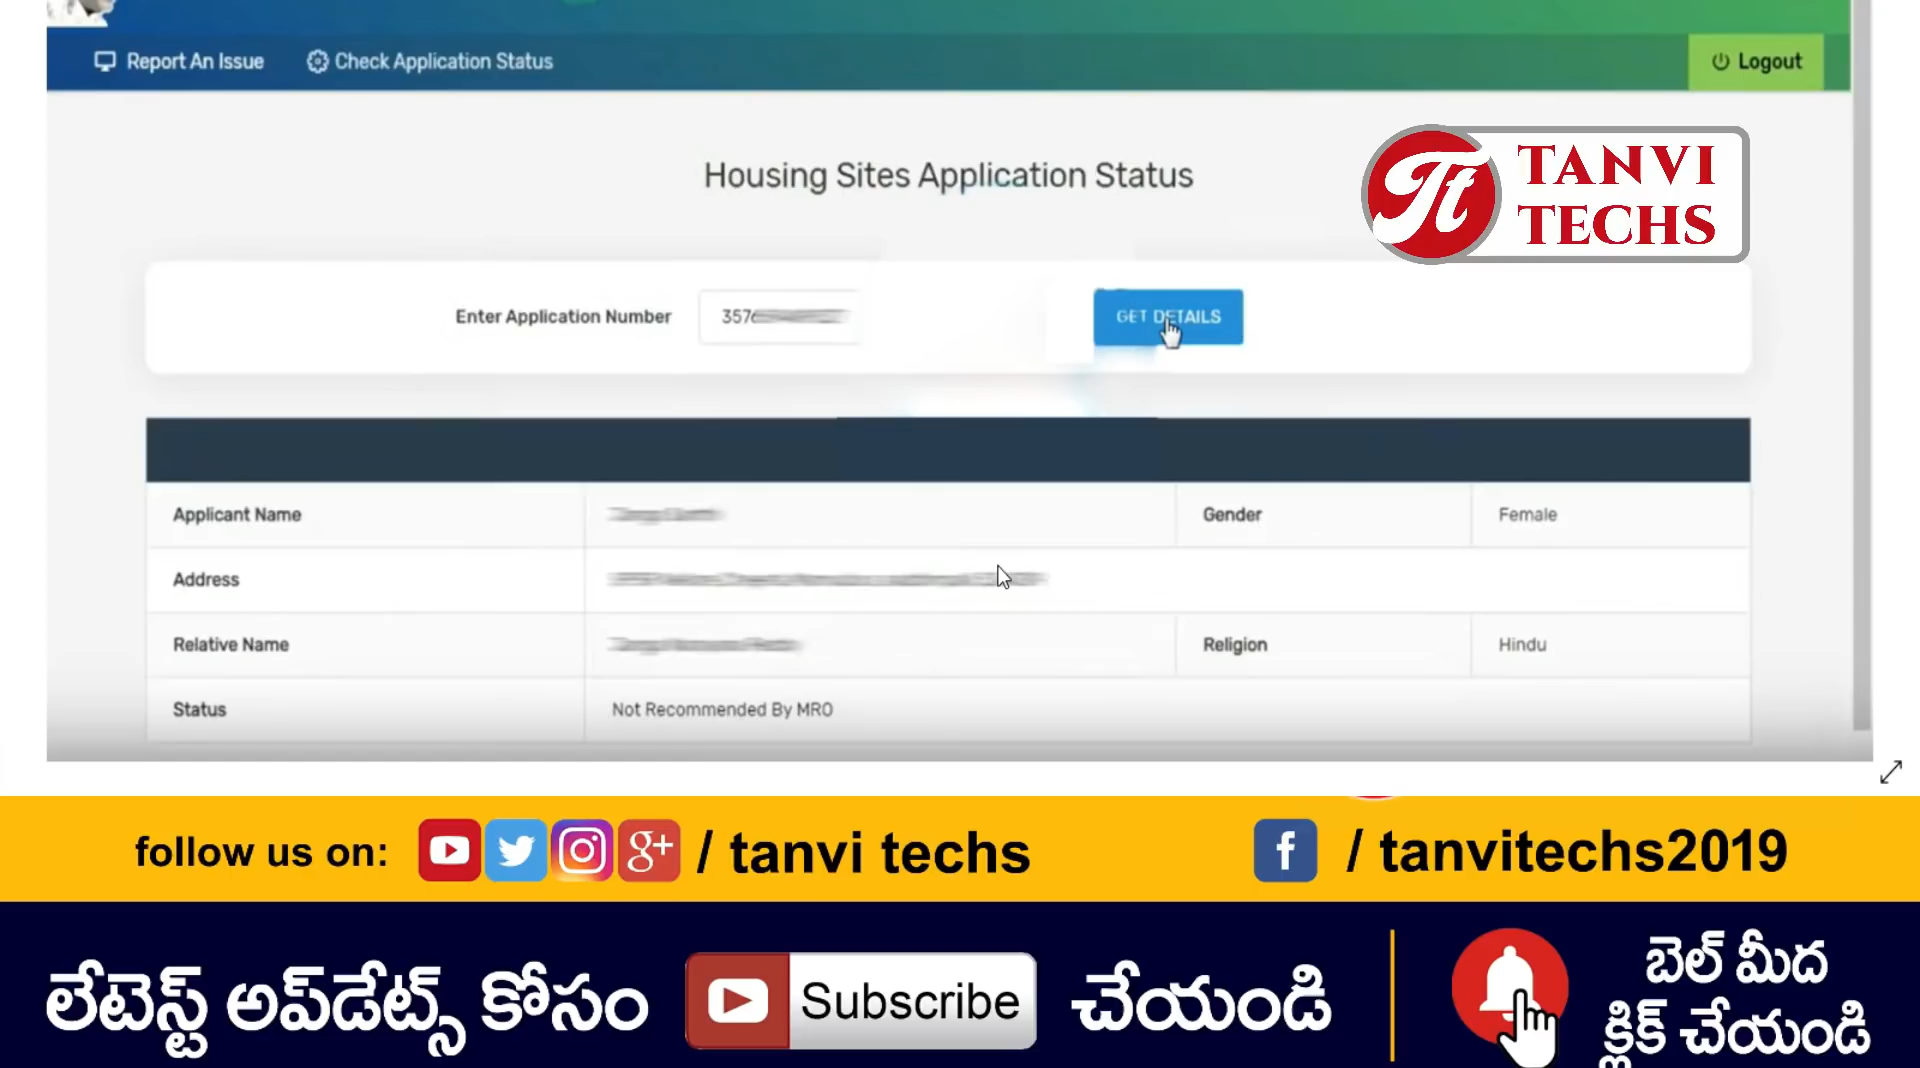 Report An Issue
Check Application Status
Logout
Housing Sites Application Status
TANVI
TECHS
Enter Application Number
GET DETAILS
Applicant Name
Gender
Female
Address
Relative Name
Religion
Hindu
Status
Not Recommended By MRO
follow us on:
/ tanvi techs
/ tanvitechs2019
లేటెస్ట్ అప్‌డేట్స్ కోసం
Subscribe
చేయండి
బెల్ మీద
క్లిక్ చేయండి